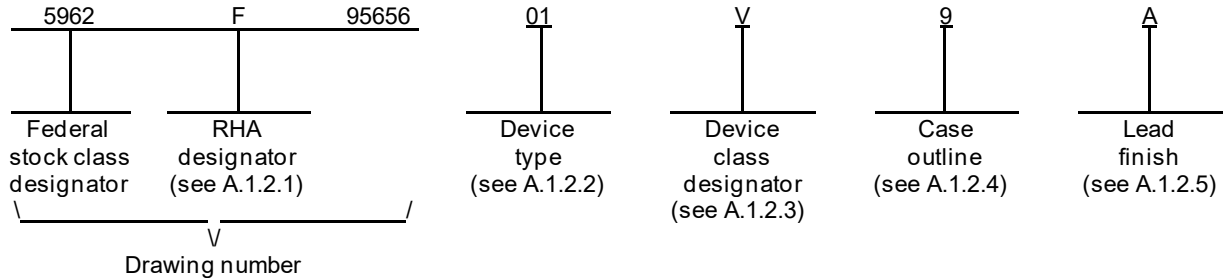 5962 F 95656 01 V 9 A
Federal stock class designator
RHA designator (see A.1.2.1)
Device type (see A.1.2.2)
Device class designator (see A.1.2.3)
Case outline (see A.1.2.4)
Lead finish (see A.1.2.5)
\ / 
\/
Drawing number